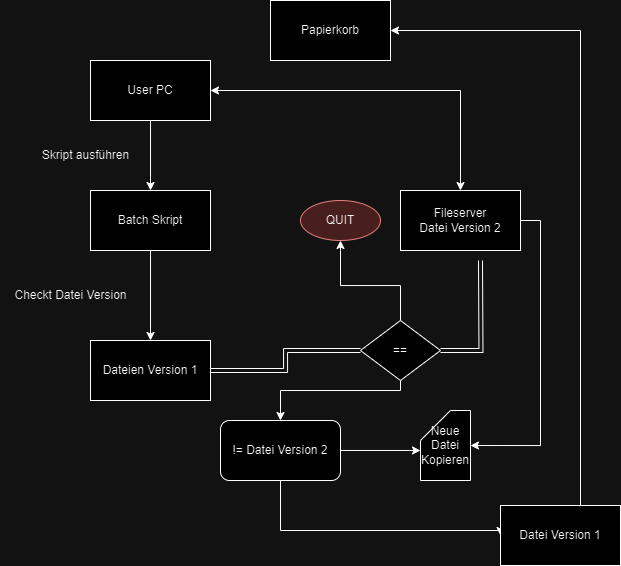 Papierkorb
User PC
Skript ausführen
Batch Skript
QUIT
Fileserver
Datei Version 2
Checkt Datei Version
Dateien Version 1
==
!= Datei Version 2
Neue
Datei
Kopieren
Datei Version 1